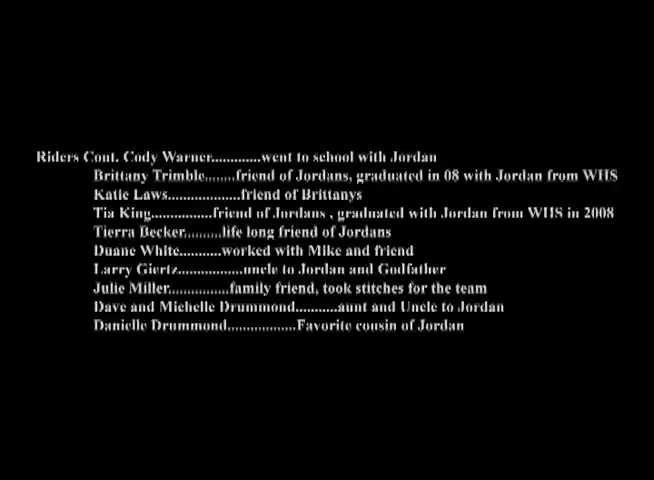 Riders Cont. Cody Warner.............went to school with Jordan
Brittany Trimble........friend of Jordans, graduated in 08 with Jordan from WHS
Katie Laws...................friend of Brittanys
Tia King................friend of Jordans , graduated with Jordan from WHS in 2008
Tierra Becker..........life long friend of Jordans
Duane White...........worked with Mike and friend
Larry Giertz.................uncle to Jordan and Godfather
Julie Miller................family friend, took stitches for the team
Dave and Michelle Drummond...........aunt and Uncle to Jordan
Danielle Drummond..................Favorite cousin of Jordan